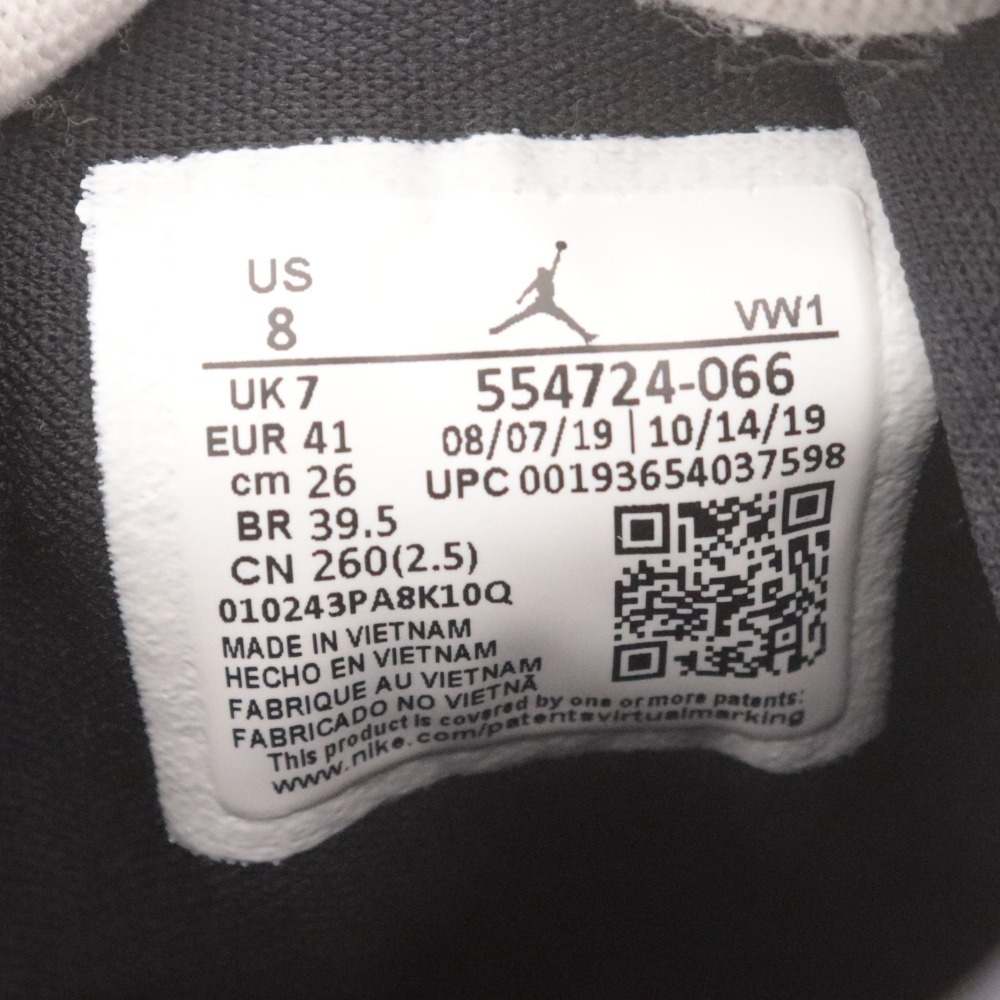 US
8
VW1
UK 7
554724-066
EUR 41
08/07/19 | 10/14/19
cm 26
UPC 00193654037598
BR 39.5
CN 260(2.5)
010243PA8K10Q
MADE IN VIETNAM
HECHO EN VIETNAM
FABRIQUE AU VIETNAM
FABRICADO NO VIETNÃ
This product is covered by one or more patents:
www.nike.com/patentsvirtualmarking